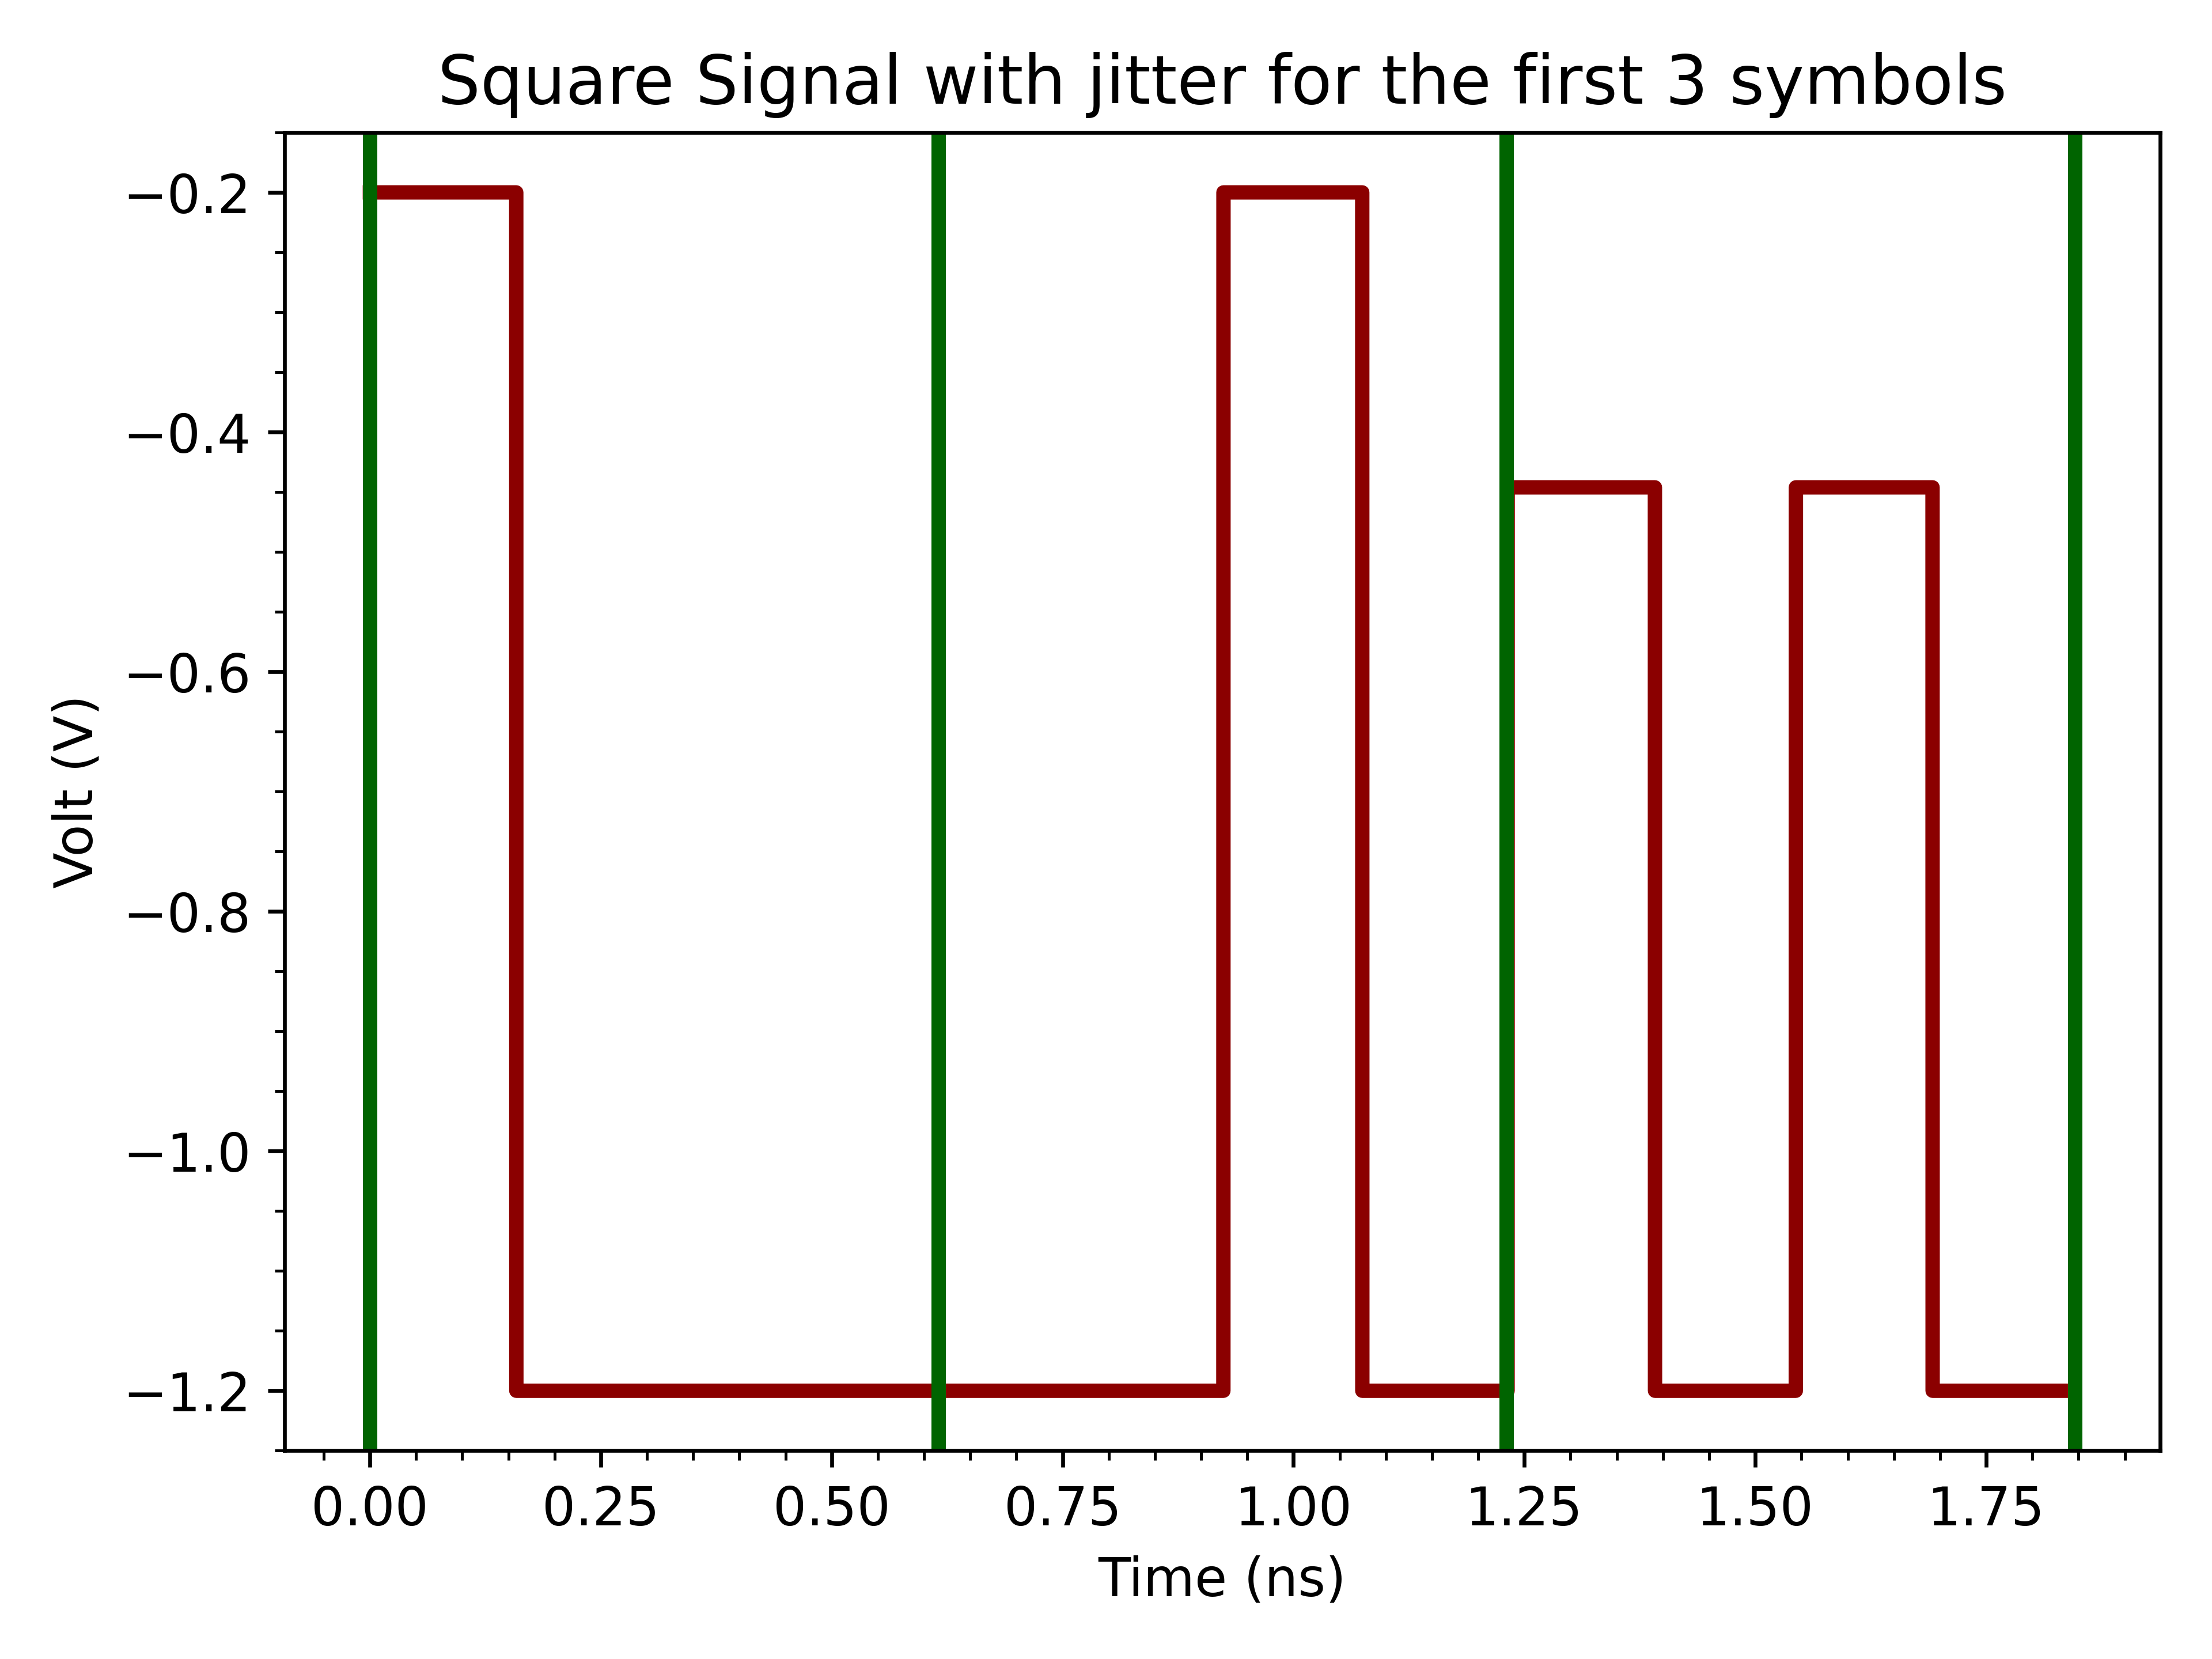 Square Signal with jitter for the first 3 symbols
Volt (V)
−0.2
−0.4
−0.6
−0.8
−1.0
−1.2
0.00 0.25 0.50 0.75 1.00 1.25 1.50 1.75
Time (ns)